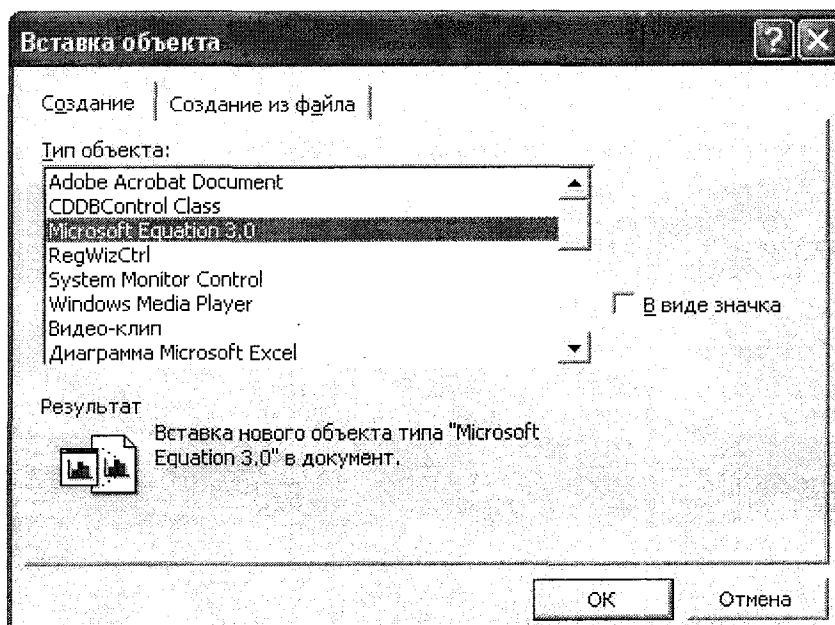 Вставка объекта
Создание
Создание из файла
Тип объекта:
Adobe Acrobat Document
CDDBControl Class
Microsoft Equation 3.0
RegWizCtrl
System Monitor Control
Windows Media Player
Видео-клип
Диаграмма Microsoft Excel
В виде значка
Результат
Вставка нового объекта типа "Microsoft
Equation 3.0" в документ.
ОК
Отмена